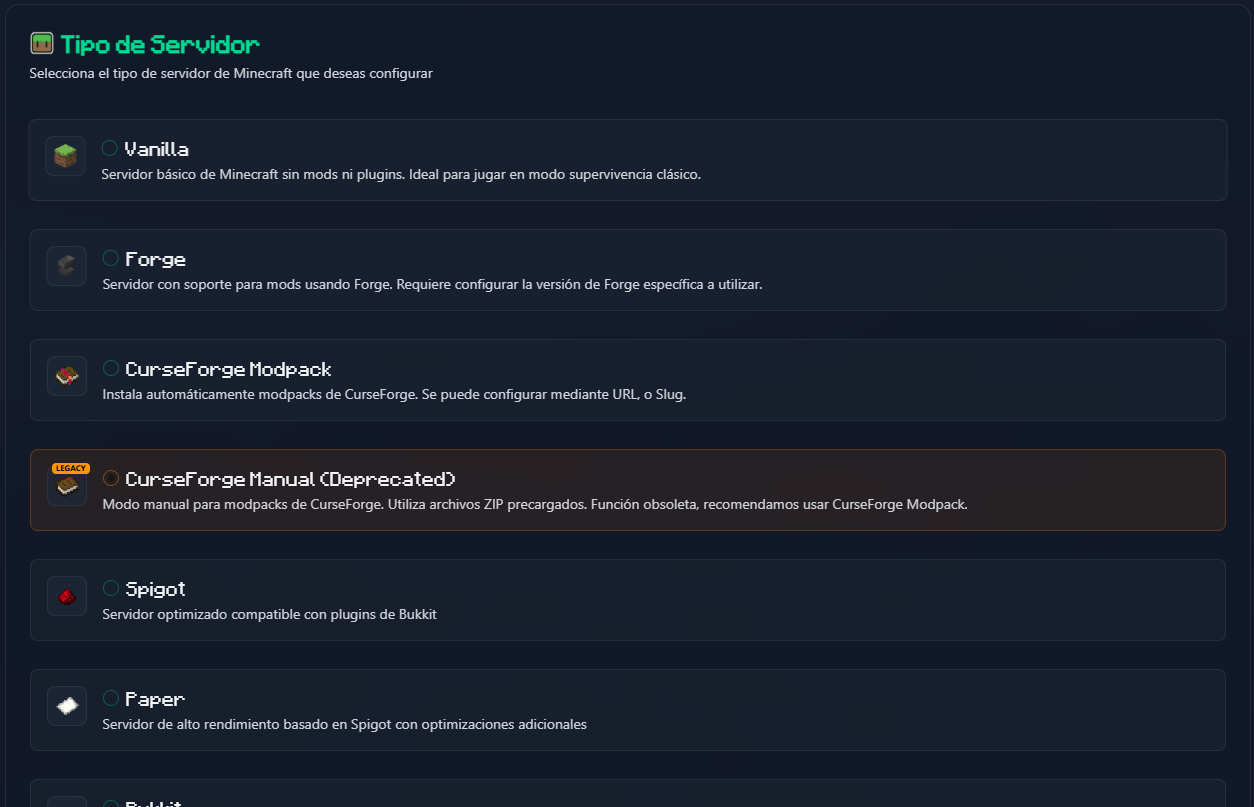 Tipo de Servidor
Selecciona el tipo de servidor de Minecraft que deseas configurar
Vanilla
Servidor básico de Minecraft sin mods ni plugins. Ideal para jugar en modo supervivencia clásico.
Forge
Servidor con soporte para mods usando Forge. Requiere configurar la versión de Forge específica a utilizar.
CurseForge Modpack
Instala automáticamente modpacks de CurseForge. Se puede configurar mediante URL, o Slug.
LEGACY
CurseForge Manual (Deprecated)
Modo manual para modpacks de CurseForge. Utiliza archivos ZIP precargados. Función obsoleta, recomendamos usar CurseForge Modpack.
Spigot
Servidor optimizado compatible con plugins de Bukkit
Paper
Servidor de alto rendimiento basado en Spigot con optimizaciones adicionales
Bukkit